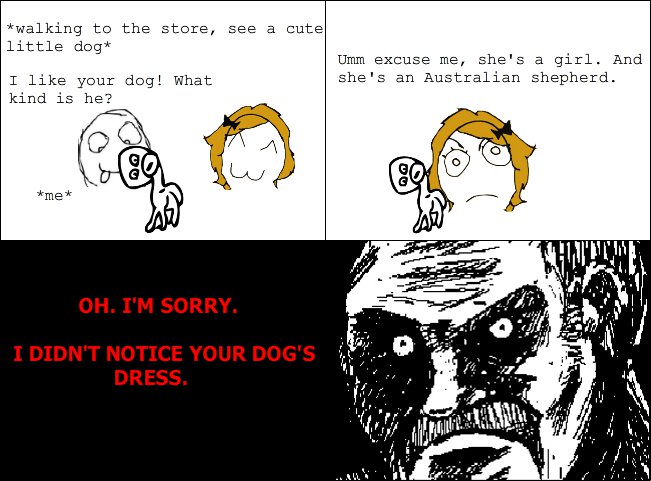 *walking to the store, see a cute
little dog*
I like your dog! What
kind is he?
*me*
Umm excuse me, she's a girl. And
she's an Australian shepherd.
OH. I'M SORRY.
I DIDN'T NOTICE YOUR DOG'S
DRESS.